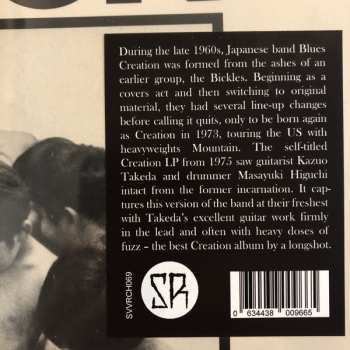 During the late 1960s, Japanese band Blues
Creation was formed from the ashes of an
earlier group, the Bickles. Beginning as a
covers act and then switching to original
material, they had several line-up changes
before calling it quits, only to be born again
as Creation in 1973, touring the US with
heavyweights Mountain. The self-titled
Creation LP from 1975 saw guitarist Kazuo
Takeda and drummer Masayuki Higuchi
intact from the former incarnation. It cap-
tures this version of the band at their freshest
with Takeda's excellent guitar work firmly
in the lead and often with heavy doses of
fuzz – the best Creation album by a longshot.
SVVRCH069
SR
0 634438 009665